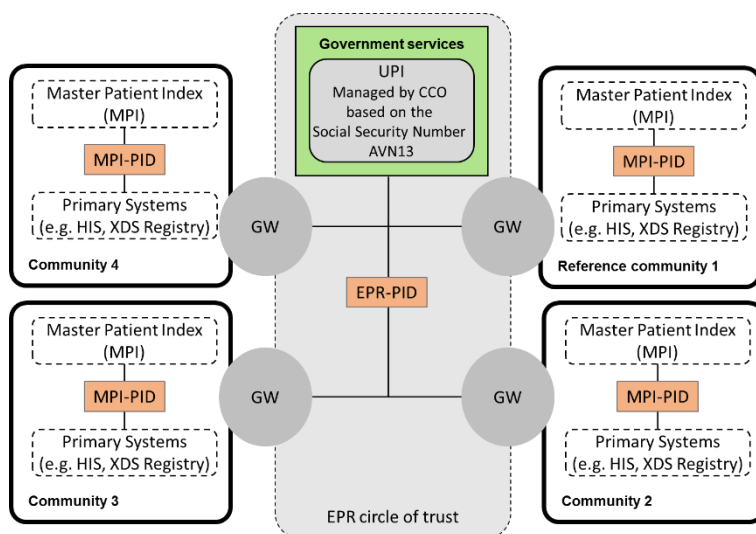 Government services
UPI
Managed by CCO
based on the
Social Security Number
AVN13
Master Patient Index
(MPI)
MPI-PID
Primary Systems
(e.g. HIS, XDS Registry)
Community 4
GW
GW
Master Patient Index
(MPI)
MPI-PID
Primary Systems
(e.g. HIS, XDS Registry)
Reference community 1
EPR-PID
Master Patient Index
(MPI)
MPI-PID
Primary Systems
(e.g. HIS, XDS Registry)
Community 3
GW
GW
Master Patient Index
(MPI)
MPI-PID
Primary Systems
(e.g. HIS, XDS Registry)
Community 2
EPR circle of trust